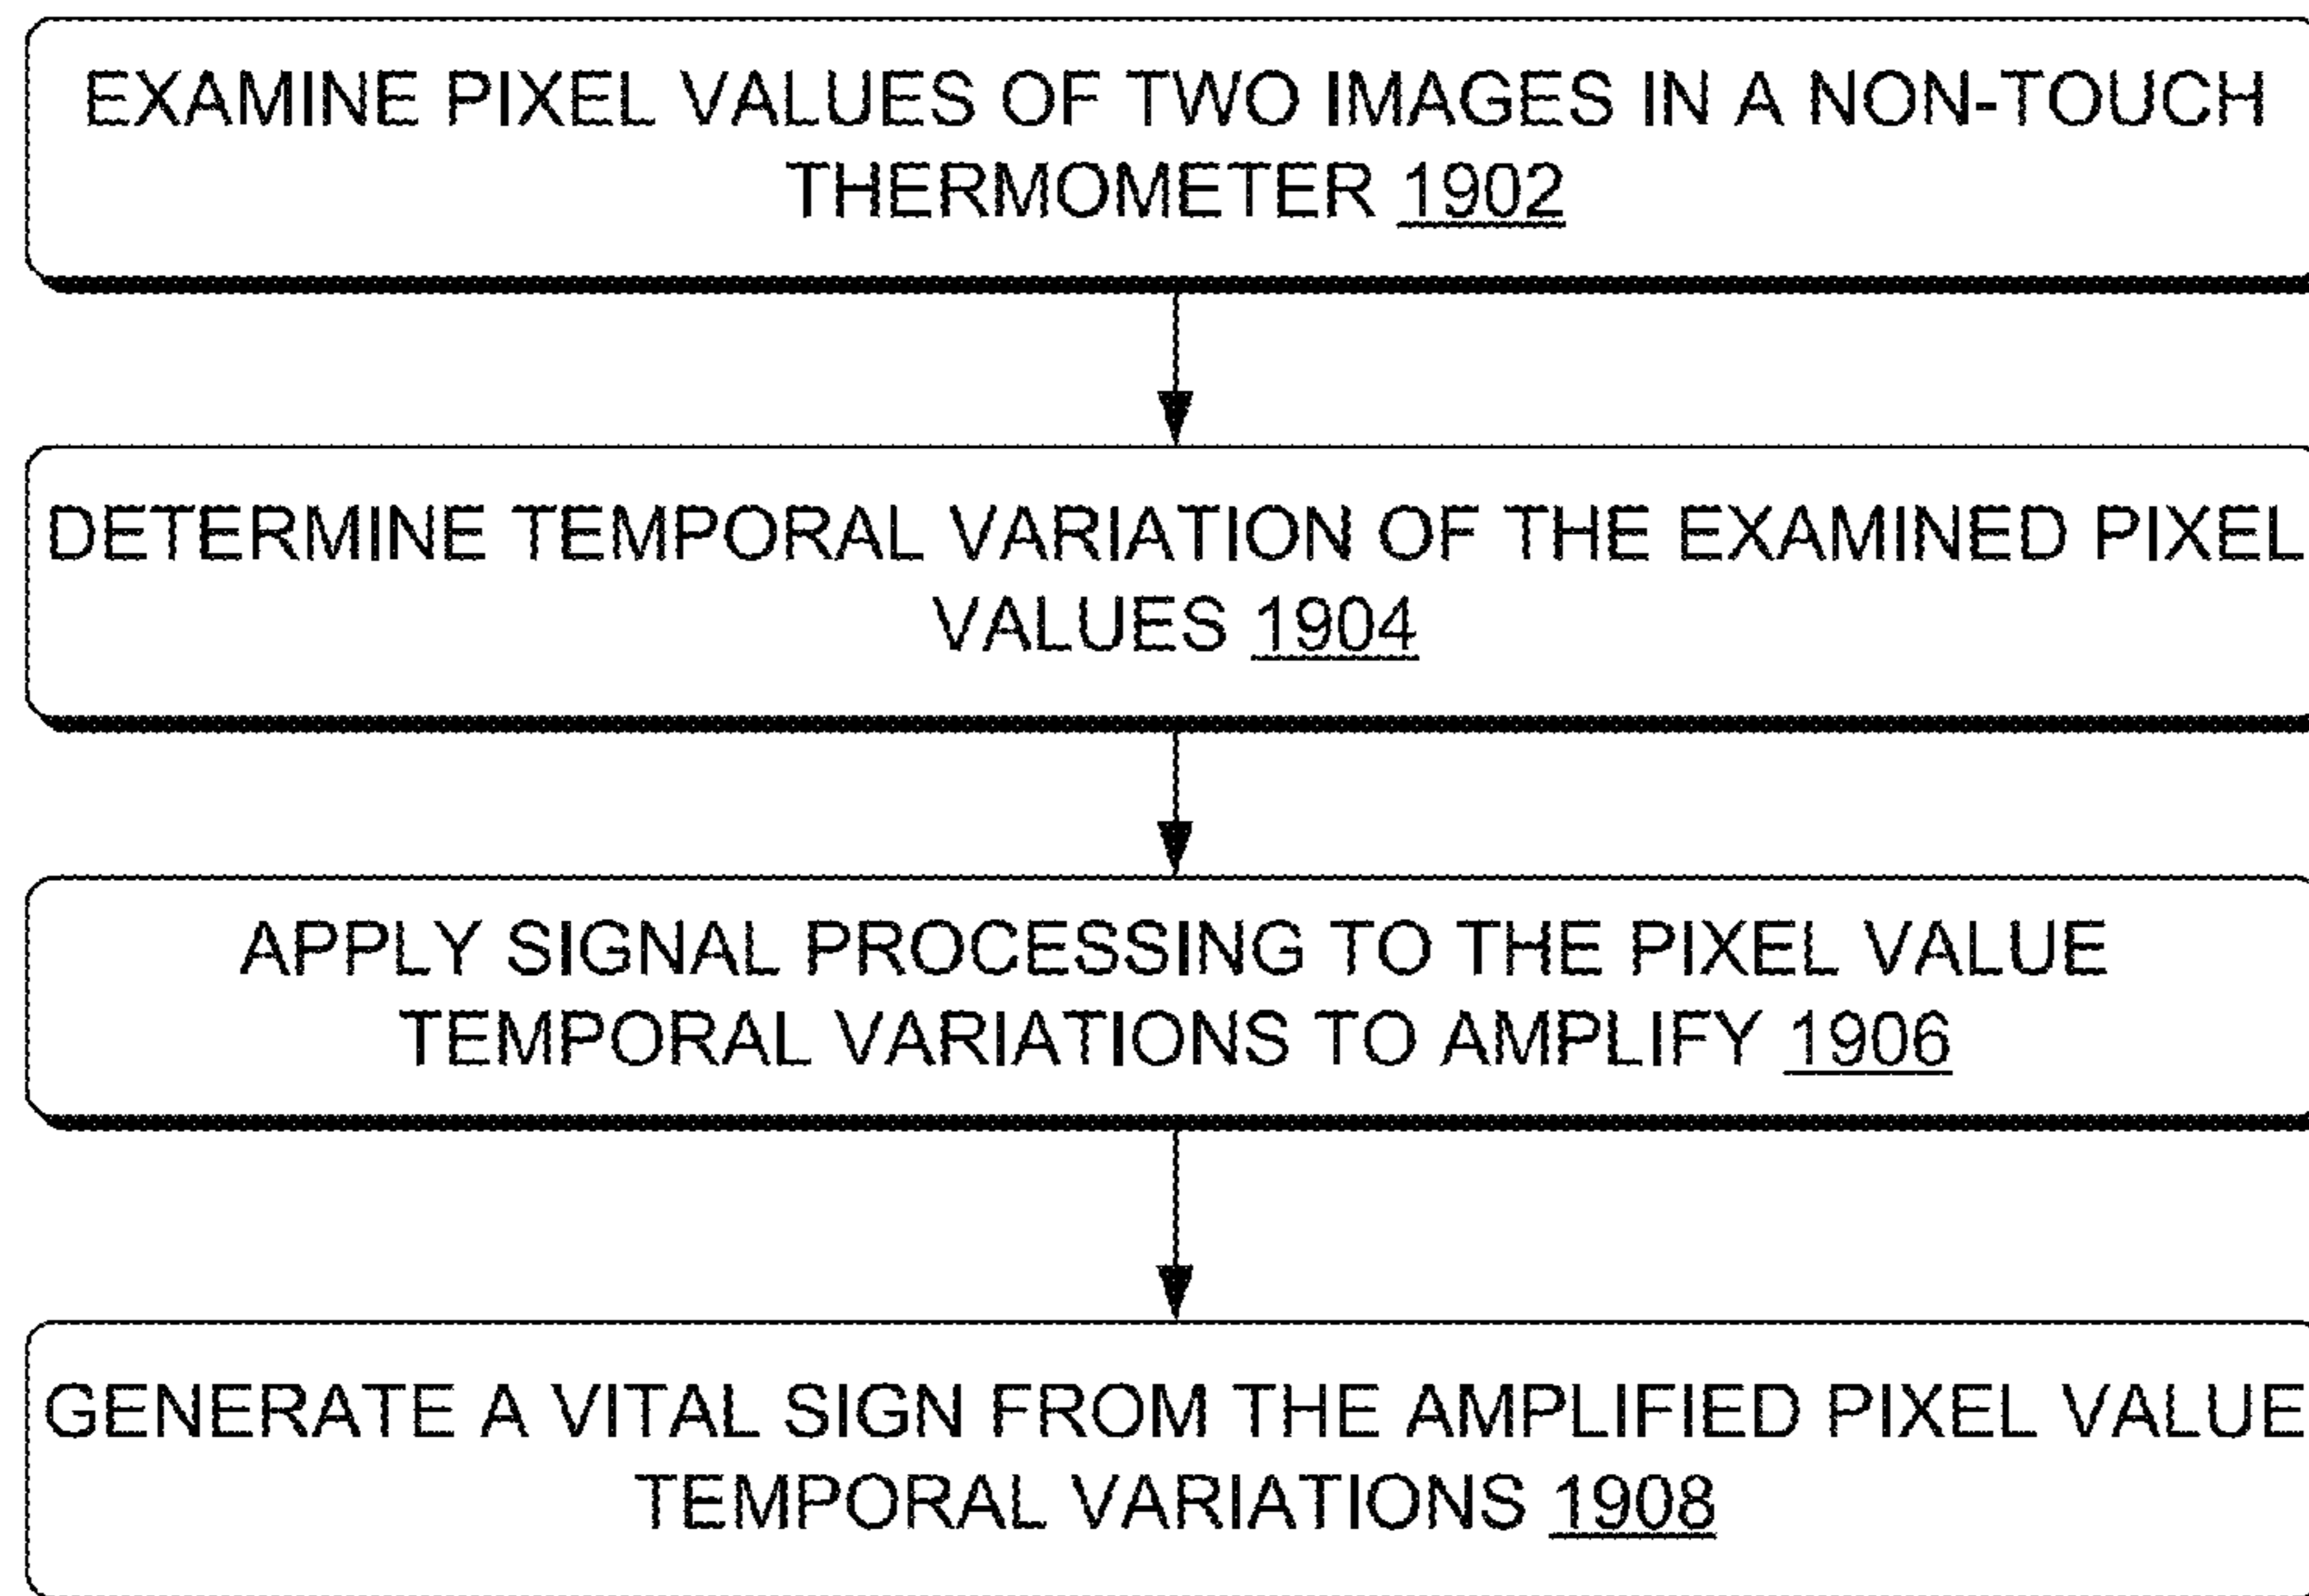 EXAMINE PIXEL VALUES OF TWO IMAGES IN A NON-TOUCH
THERMOMETER 1902
DETERMINE TEMPORAL VARIATION OF THE EXAMINED PIXEL
VALUES 1904
APPLY SIGNAL PROCESSING TO THE PIXEL VALUE
TEMPORAL VARIATIONS TO AMPLIFY 1906
GENERATE A VITAL SIGN FROM THE AMPLIFIED PIXEL VALUE
TEMPORAL VARIATIONS 1908